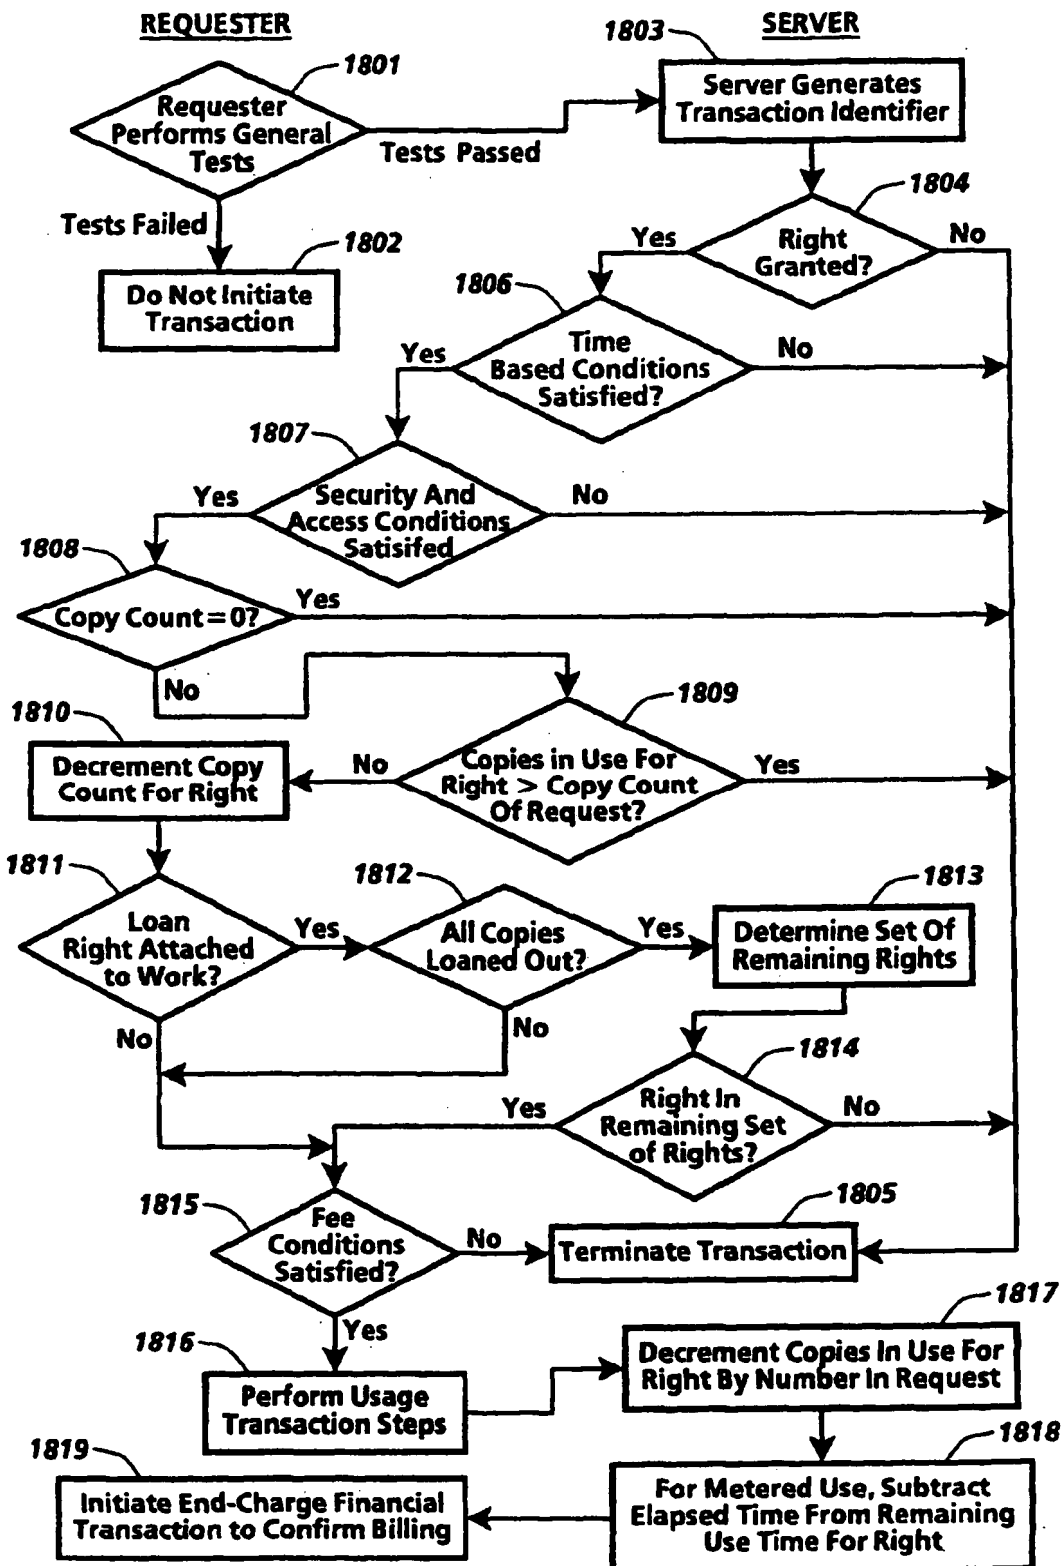 REQUESTER
SERVER
1801
1803
Requester
Performs General
Tests
Tests Passed
Server Generates
Transaction Identifier
Tests Failed
1802
Do Not Initiate
Transaction
1804
Yes
Right
Granted?
No
1806
Yes
Time
Based Conditions
Satisfied?
No
1807
Yes
Security And
Access Conditions
Satisifed
No
1808
Copy Count = 0?
Yes
No
1809
1810
Decrement Copy
Count For Right
No
Copies in Use For
Right > Copy Count
Of Request?
Yes
1811
Loan
Right Attached
to Work?
Yes
No
1812
All Copies
Loaned Out?
Yes
No
1813
Determine Set Of
Remaining Rights
1814
Yes
Right In
Remaining Set
of Rights?
No
1815
Fee
Conditions
Satisfied?
No
Yes
1805
Terminate Transaction
1816
Perform Usage
Transaction Steps
1817
Decrement Copies In Use For
Right By Number In Request
1818
For Metered Use, Subtract
Elapsed Time From Remaining
Use Time For Right
1819
Initiate End-Charge Financial
Transaction to Confirm Billing